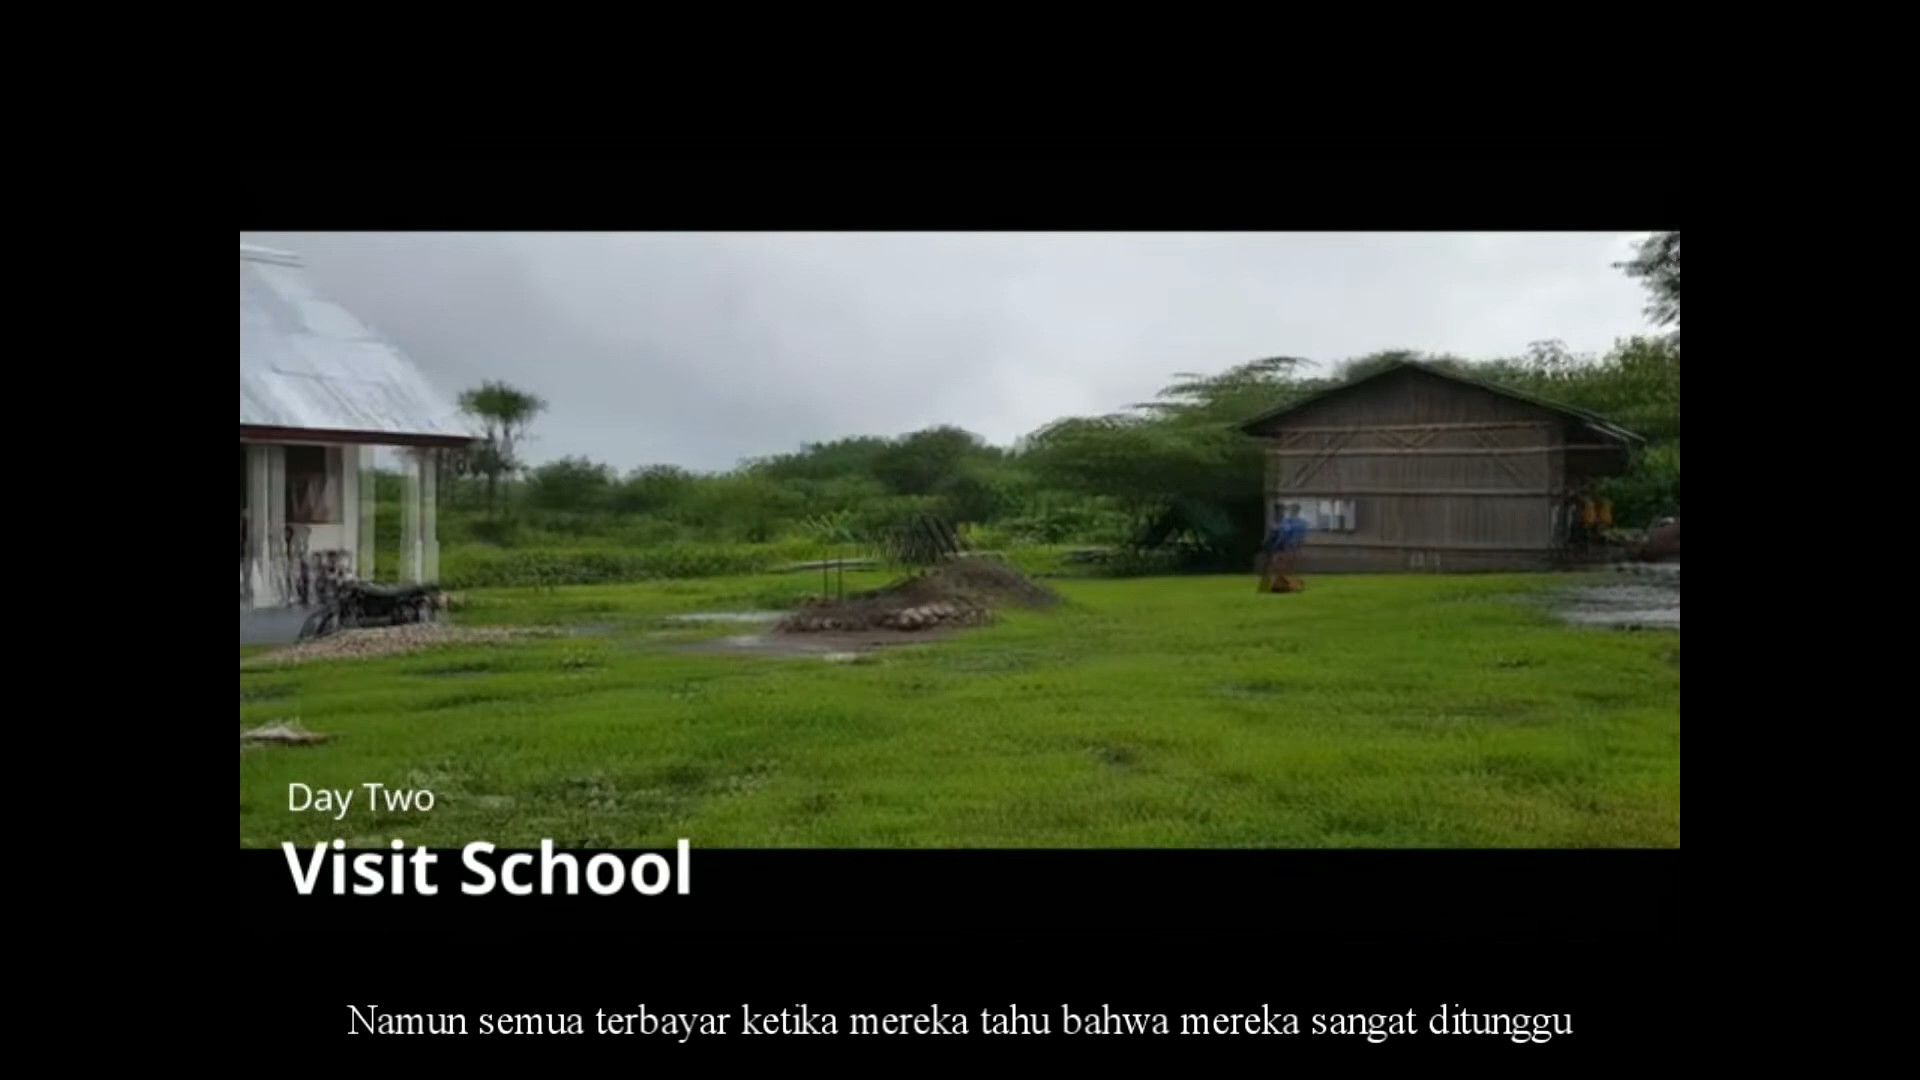 Day Two
Visit School
Namun semua terbayar ketika mereka tahu bahwa mereka sangat ditunggu